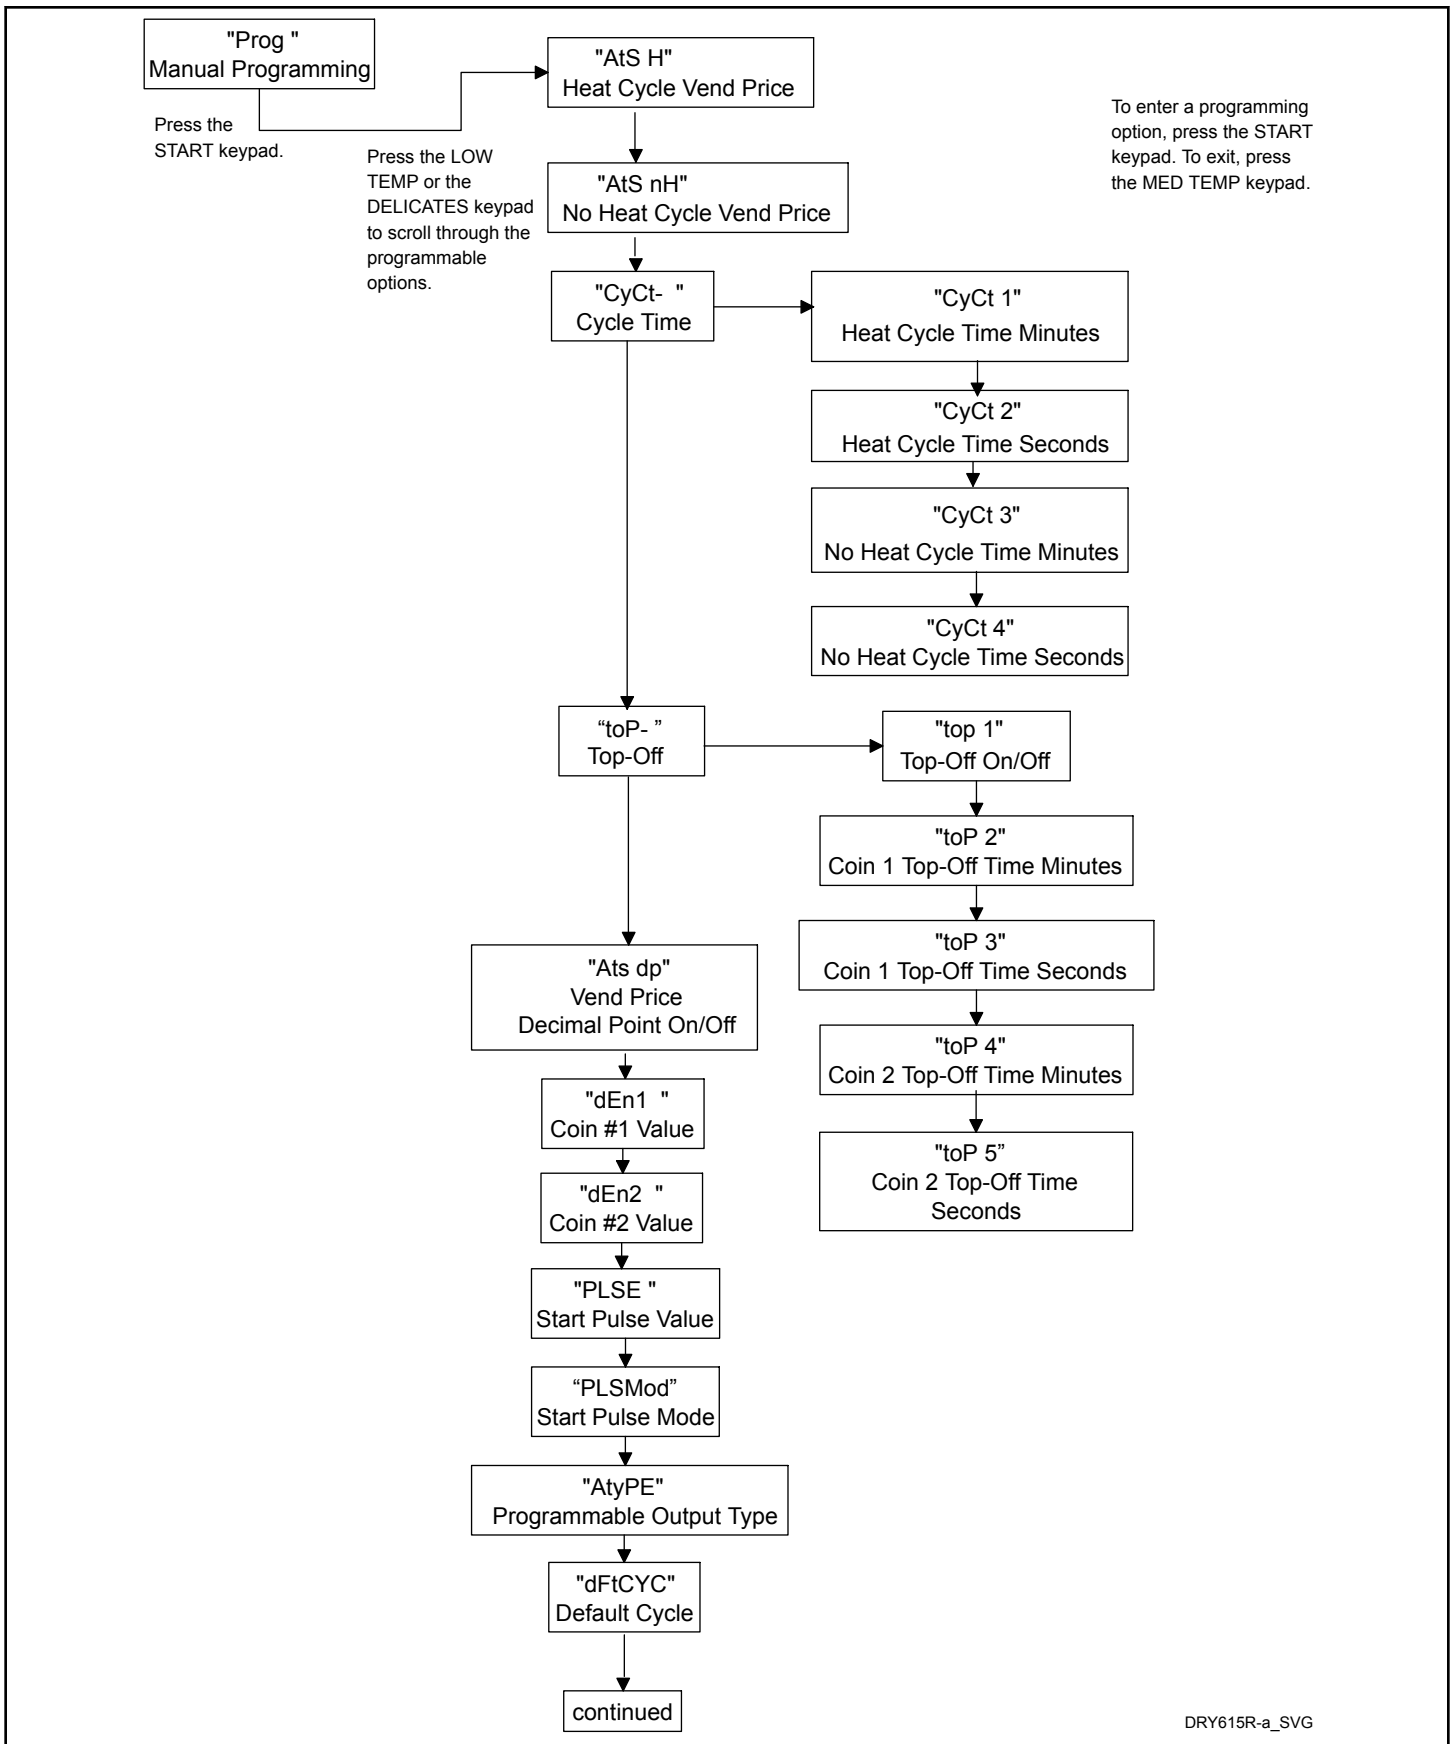 "Prog "
Manual Programming
Press the
START keypad.
Press the LOW
TEMP or the
DELICATES keypad
to scroll through the
programmable
options.
To enter a programming
option, press the START
keypad. To exit, press
the MED TEMP keypad.
"AtS H"
Heat Cycle Vend Price
"AtS nH"
No Heat Cycle Vend Price
"CyCt-  "
Cycle Time
"CyCt 1"
Heat Cycle Time Minutes
"CyCt 2"
Heat Cycle Time Seconds
"CyCt 3"
No Heat Cycle Time Minutes
"CyCt 4"
No Heat Cycle Time Seconds
“toP- ”
Top-Off
"top 1"
Top-Off On/Off
"toP 2"
Coin 1 Top-Off Time Minutes
"toP 3"
Coin 1 Top-Off Time Seconds
"toP 4"
Coin 2 Top-Off Time Minutes
"toP 5”
Coin 2 Top-Off Time
Seconds
"Ats dp"
Vend Price
Decimal Point On/Off
"dEn1  "
Coin #1 Value
"dEn2  "
Coin #2 Value
"PLSE "
Start Pulse Value
“PLSMod”
Start Pulse Mode
"AtyPE"
Programmable Output Type
"dFtCYC"
Default Cycle
continued
DRY615R-a_SVG